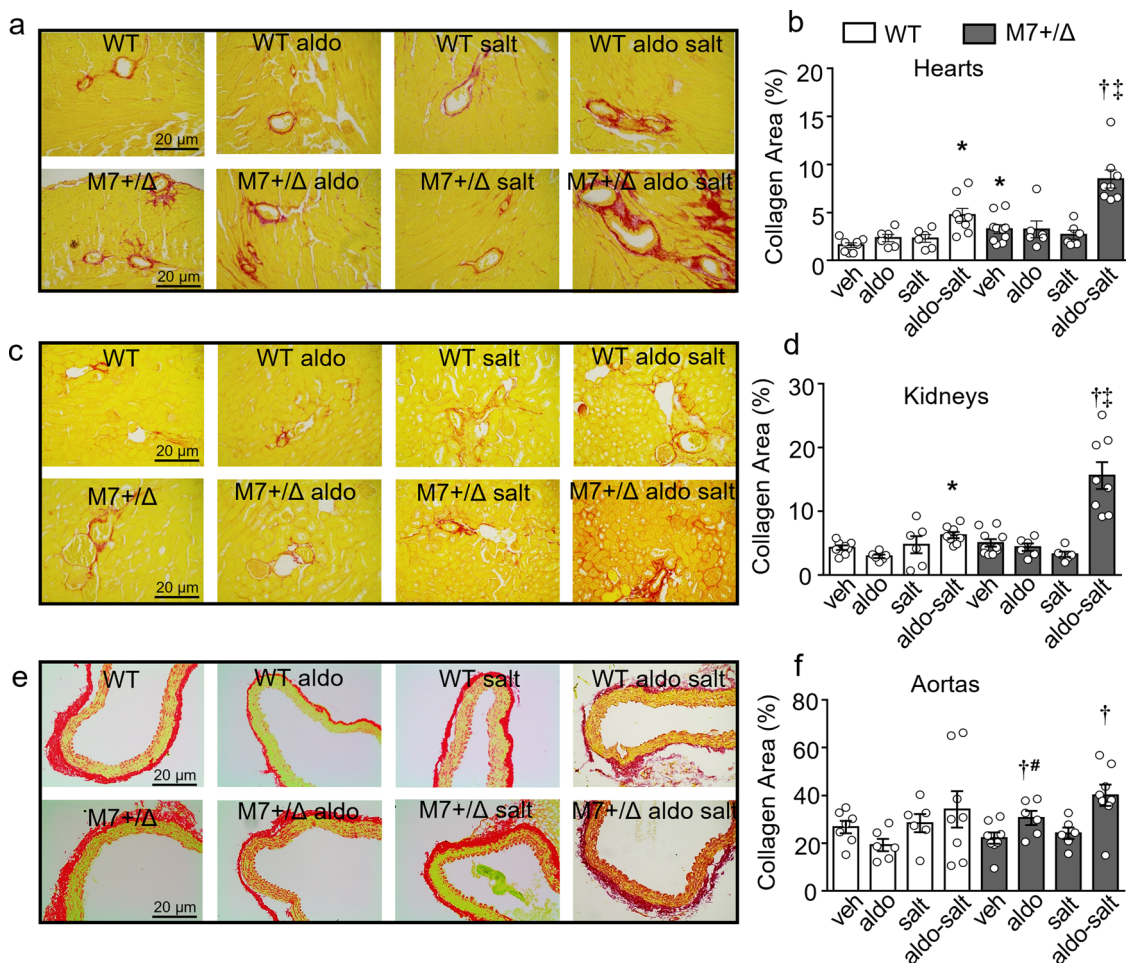 a
WT
WT aldo
WT salt
WT aldo salt
20 µm
M7+/Δ
M7+/Δ aldo
M7+/Δ salt
M7+/Δ aldo salt
20 µm
b
WT
M7+/Δ
Hearts
Collagen Area (%)
20
15
10
5
0
†‡
*
*
veh
aldo
salt
aldo-salt
veh
aldo
salt
aldo-salt
c
WT
WT aldo
WT salt
WT aldo salt
20 µm
M7+/Δ
M7+/Δ aldo
M7+/Δ salt
M7+/Δ aldo salt
20 µm
d
Kidneys
Collagen Area (%)
30
20
10
0
†‡
*
veh
aldo
salt
aldo-salt
veh
aldo
salt
aldo-salt
e
WT
WT aldo
WT salt
WT aldo salt
20 µm
M7+/Δ
M7+/Δ aldo
M7+/Δ salt
M7+/Δ aldo salt
20 µm
f
Aortas
Collagen Area (%)
80
60
40
20
0
†#
†
veh
aldo
salt
aldo-salt
veh
aldo
salt
aldo-salt